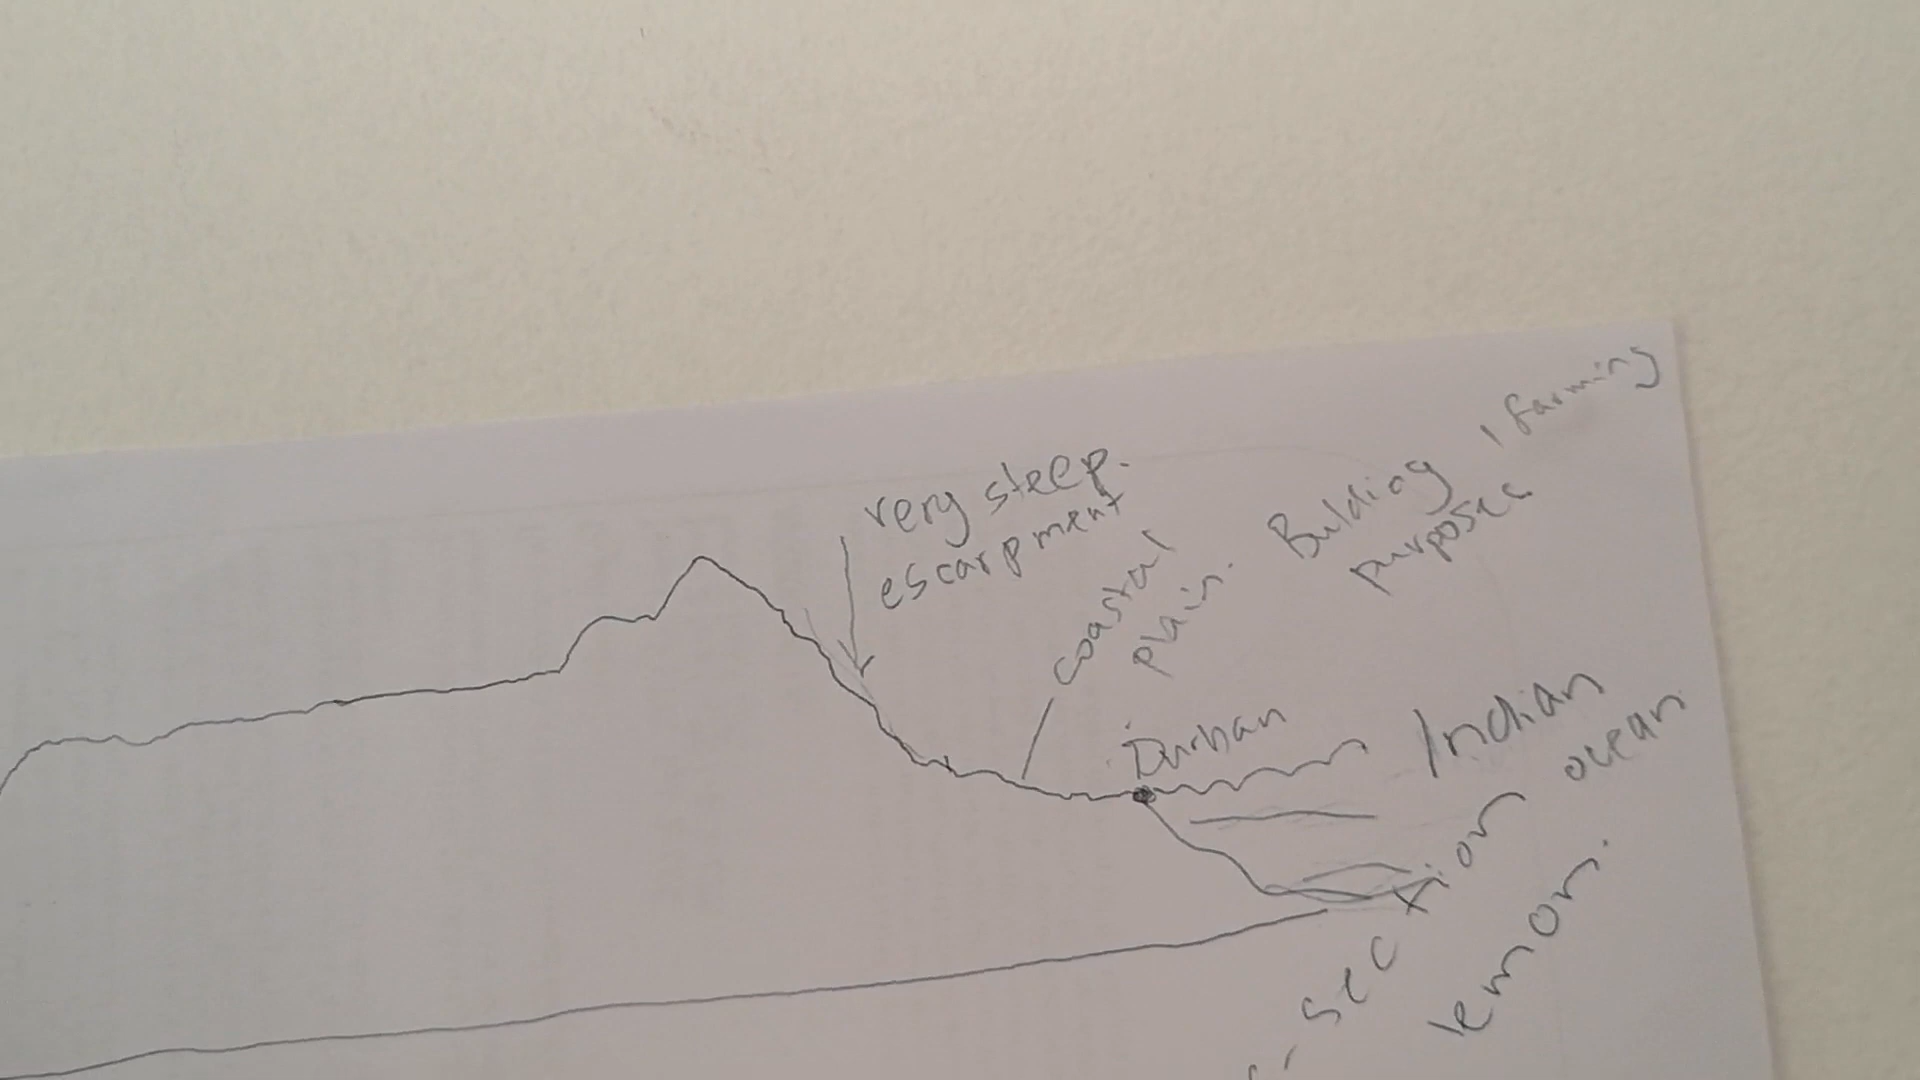 very steep.
escarpment
coastal
plain.
Building / farming
purposes
Durban
Indian
ocean
-section
lemon.